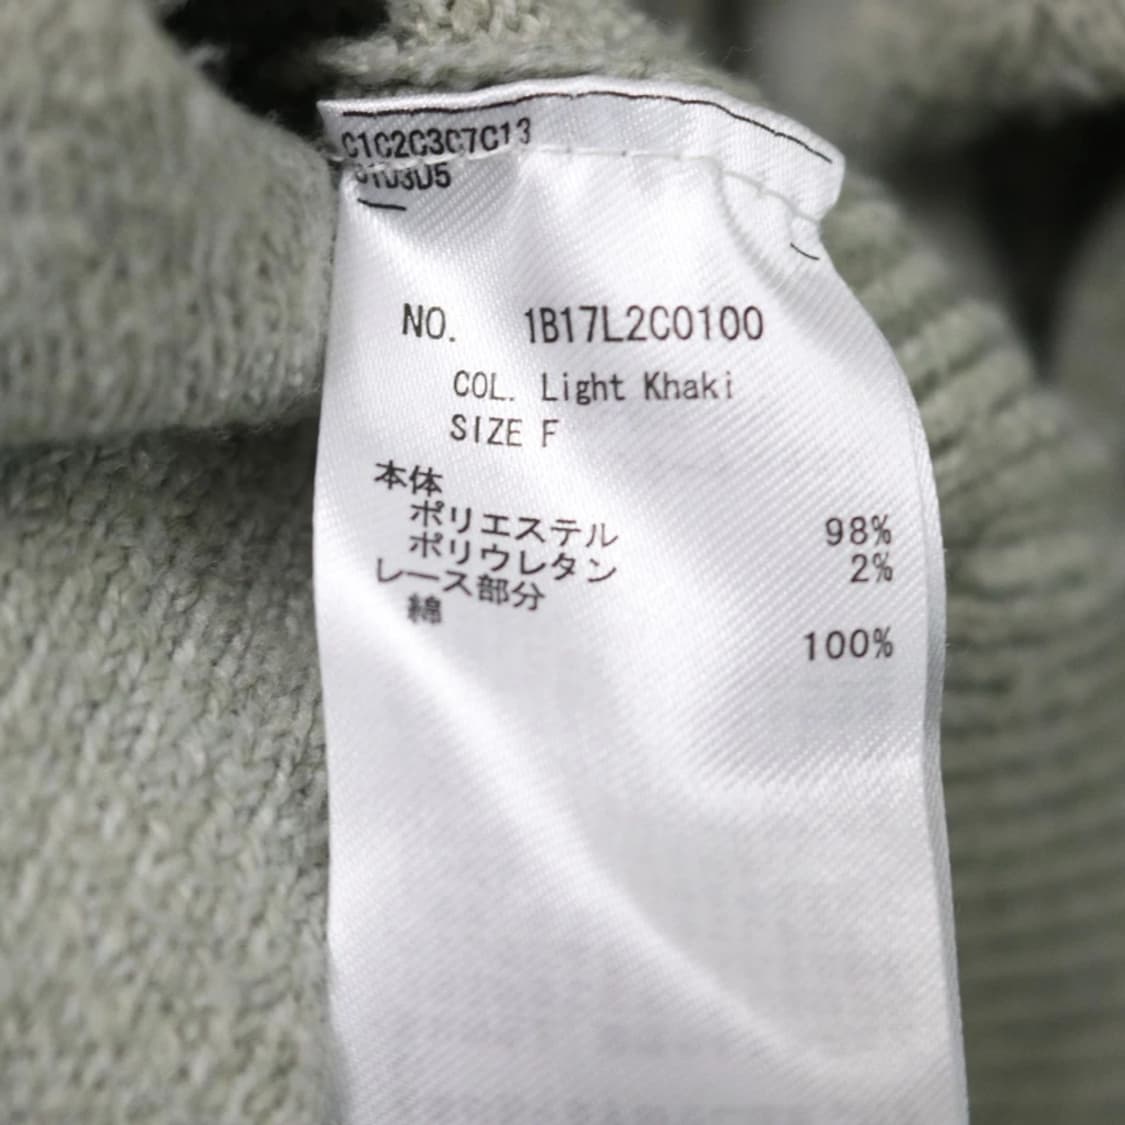 C1C2C3C7C13
NO. 1B17L2C0100
COL. Light Khaki
SIZE F
本体
ポリエステル 98%
ポリウレタン 2%
レース部分
綿 100%